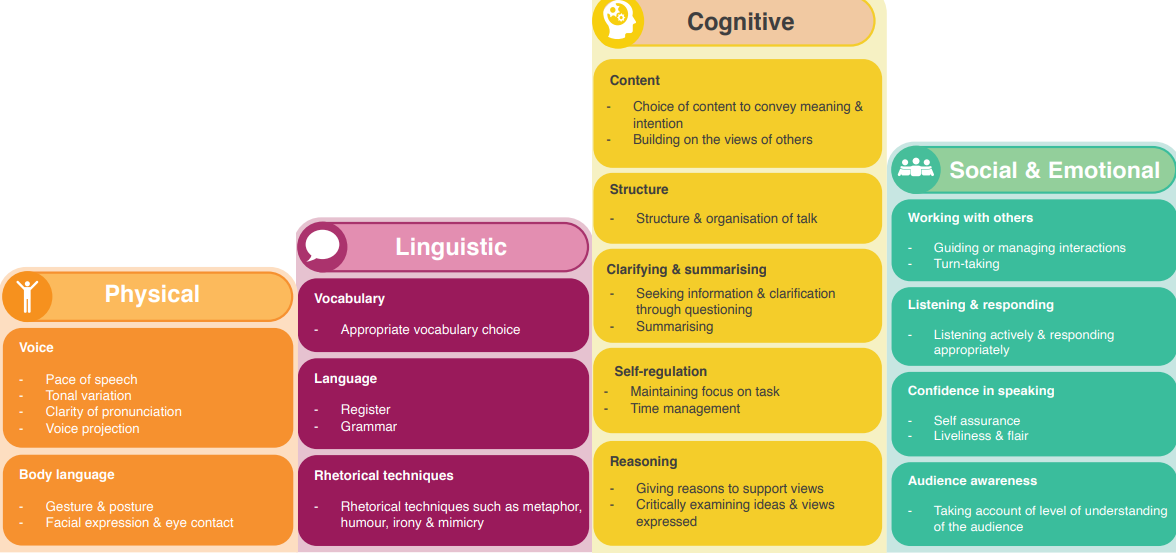 Physical
Voice
- Pace of speech
- Tonal variation
- Clarity of pronunciation
- Voice projection
Body language
- Gesture & posture
- Facial expression & eye contact
Linguistic
Vocabulary
- Appropriate vocabulary choice
Language
- Register
- Grammar
Rhetorical techniques
- Rhetorical techniques such as metaphor,
humour, irony & mimicry
Cognitive
Content
- Choice of content to convey meaning &
intention
- Building on the views of others
Structure
- Structure & organisation of talk
Clarifying & summarising
- Seeking information & clarification
through questioning
- Summarising
Self-regulation
- Maintaining focus on task
- Time management
Reasoning
- Giving reasons to support views
- Critically examining ideas & views
expressed
Social & Emotional
Working with others
- Guiding or managing interactions
- Turn-taking
Listening & responding
- Listening actively & responding
appropriately
Confidence in speaking
- Self assurance
- Liveliness & flair
Audience awareness
- Taking account of level of understanding
of the audience